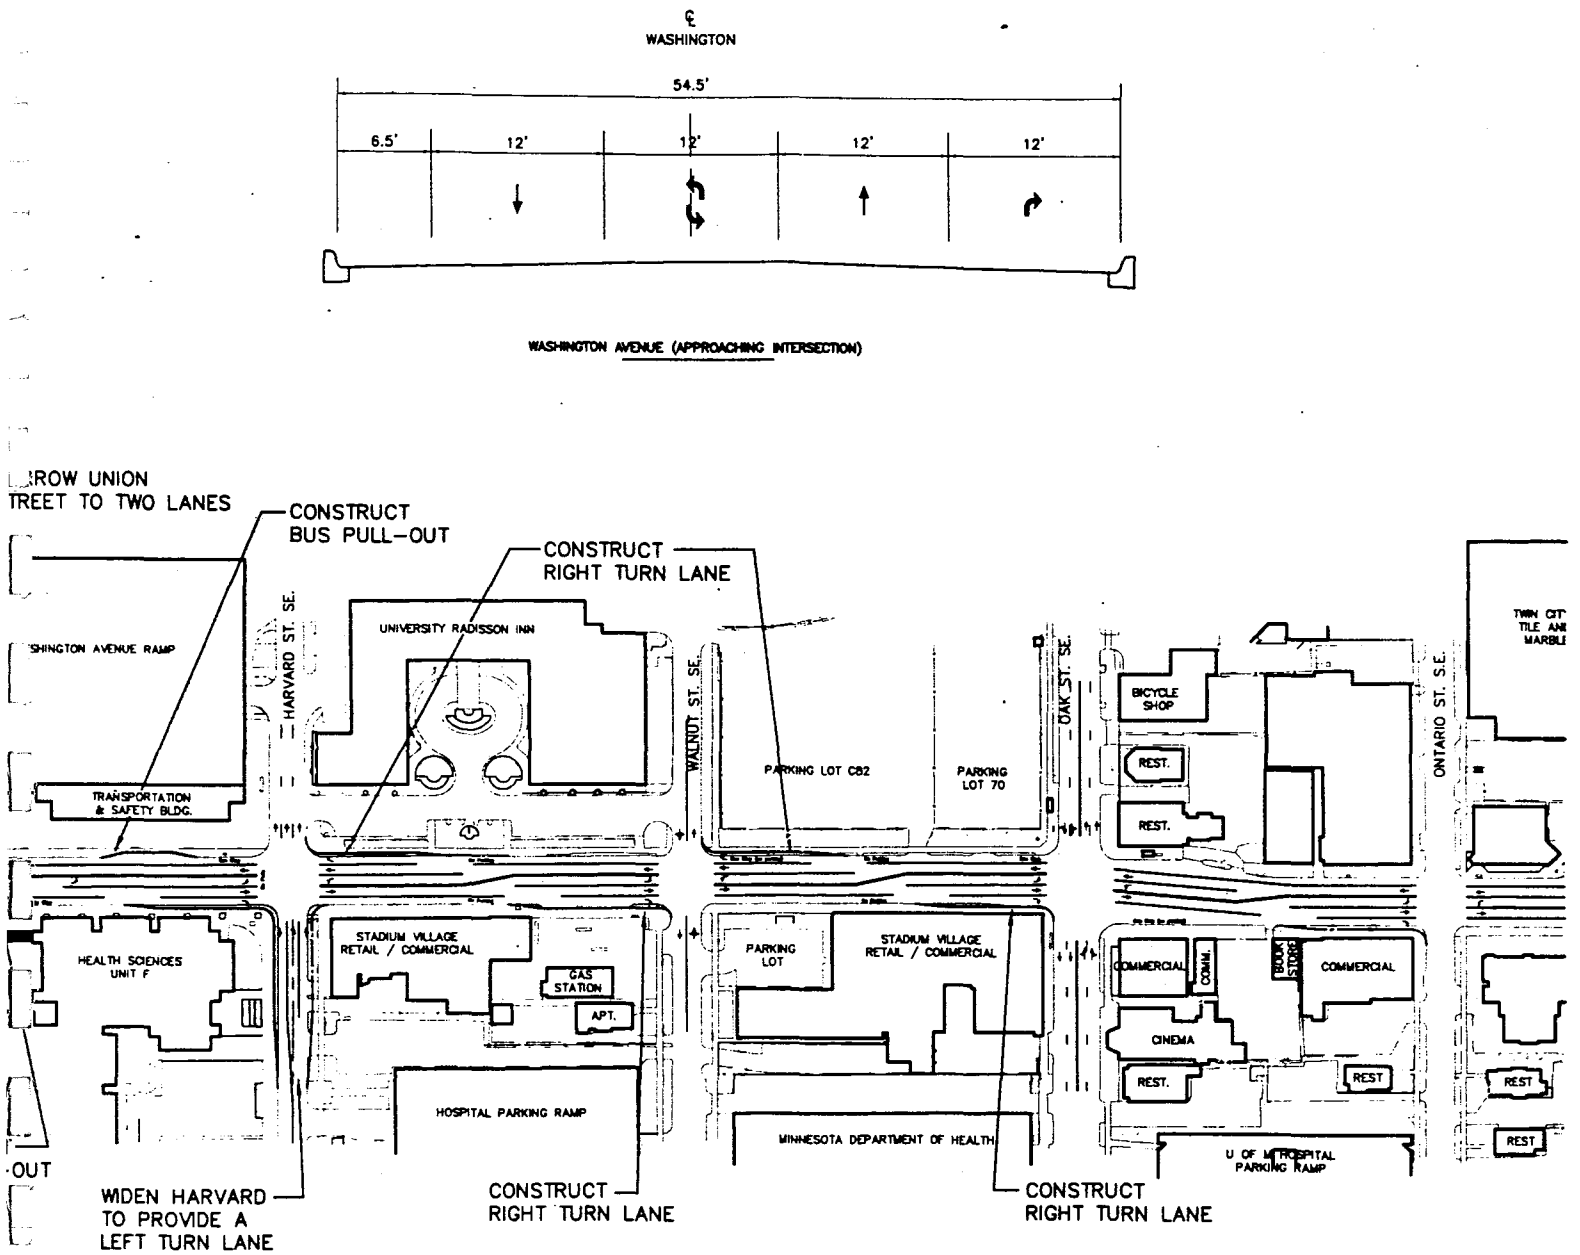 ℄
WASHINGTON
54.5'
6.5'
12'
12'
12'
12'
WASHINGTON AVENUE (APPROACHING INTERSECTION)
ROW UNION
TREET TO TWO LANES
CONSTRUCT
BUS PULL-OUT
CONSTRUCT
RIGHT TURN LANE
HARVARD ST. SE.
WALNUT ST. SE.
OAK ST. SE.
ONTARIO ST. S.E.
SHINGTON AVENUE RAMP
UNIVERSITY RADISSON INN
TWIN CIT
TILE AN
MARBL
BICYCLE
SHOP
REST.
REST.
PARKING LOT C82
PARKING
LOT 70
TRANSPORTATION
& SAFETY BLDG.
HEALTH SCIENCES
UNIT F
STADIUM VILLAGE
RETAIL / COMMERCIAL
GAS
STATION
APT.
PARKING
LOT
STADIUM VILLAGE
RETAIL / COMMERCIAL
COMMERCIAL
COMM.
BOOK
STORE
COMMERCIAL
CINEMA
REST.
REST
REST
REST
HOSPITAL PARKING RAMP
MINNESOTA DEPARTMENT OF HEALTH
U OF M HOSPITAL
PARKING RAMP
OUT
WIDEN HARVARD
TO PROVIDE A
LEFT TURN LANE
CONSTRUCT
RIGHT TURN LANE
CONSTRUCT
RIGHT TURN LANE